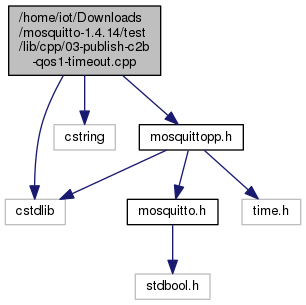 /home/iot/Downloads
/mosquitto-1.4.14/test
/lib/cpp/03-publish-c2b
-qos1-timeout.cpp
cstring
mosquittopp.h
cstdlib
mosquitto.h
time.h
stdbool.h